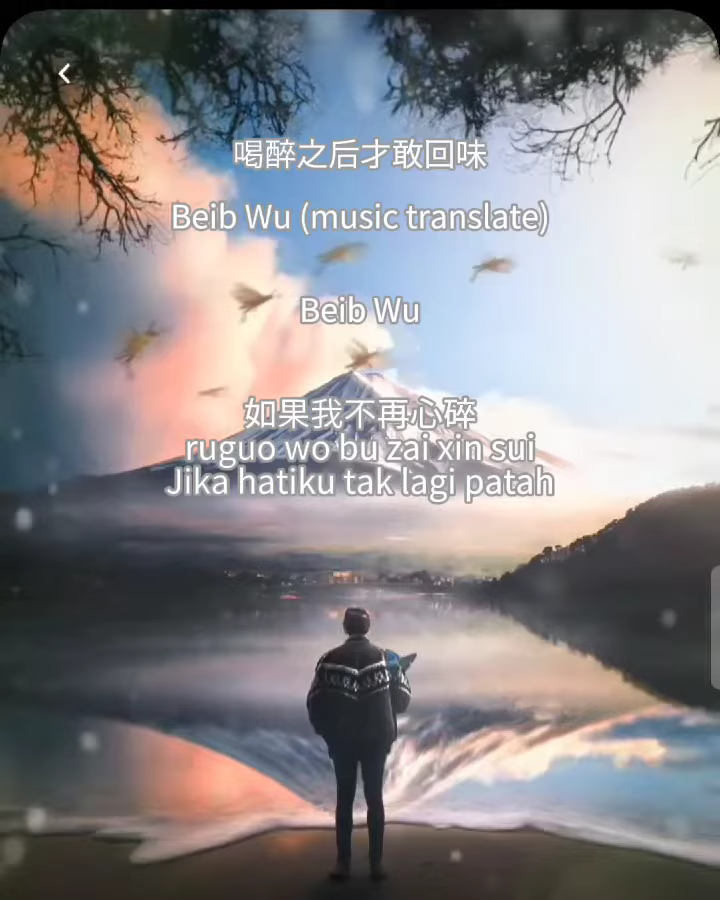 喝醉之后才敢回味
Beib Wu (music translate)
Beib Wu
如果我不再心碎
ruguo wo bu zai xin sui
Jika hatiku tak lagi patah